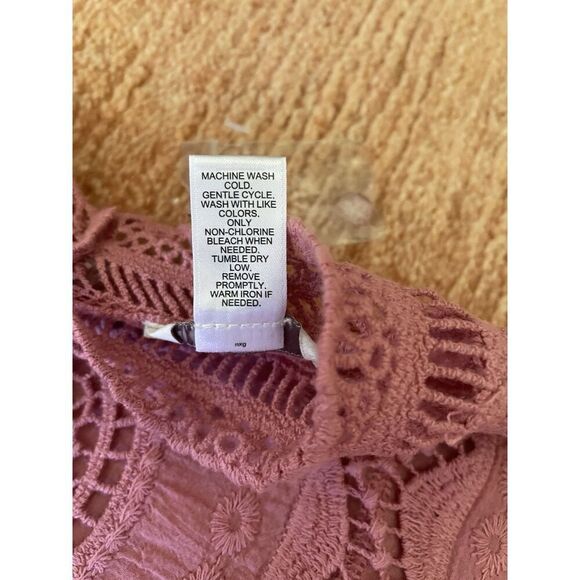 MACHINE WASH
COLD.
GENTLE CYCLE.
WASH WITH LIKE
COLORS.
ONLY
NON-CHLORINE
BLEACH WHEN
NEEDED.
TUMBLE DRY
LOW.
REMOVE
PROMPTLY.
WARM IRON IF
NEEDED.